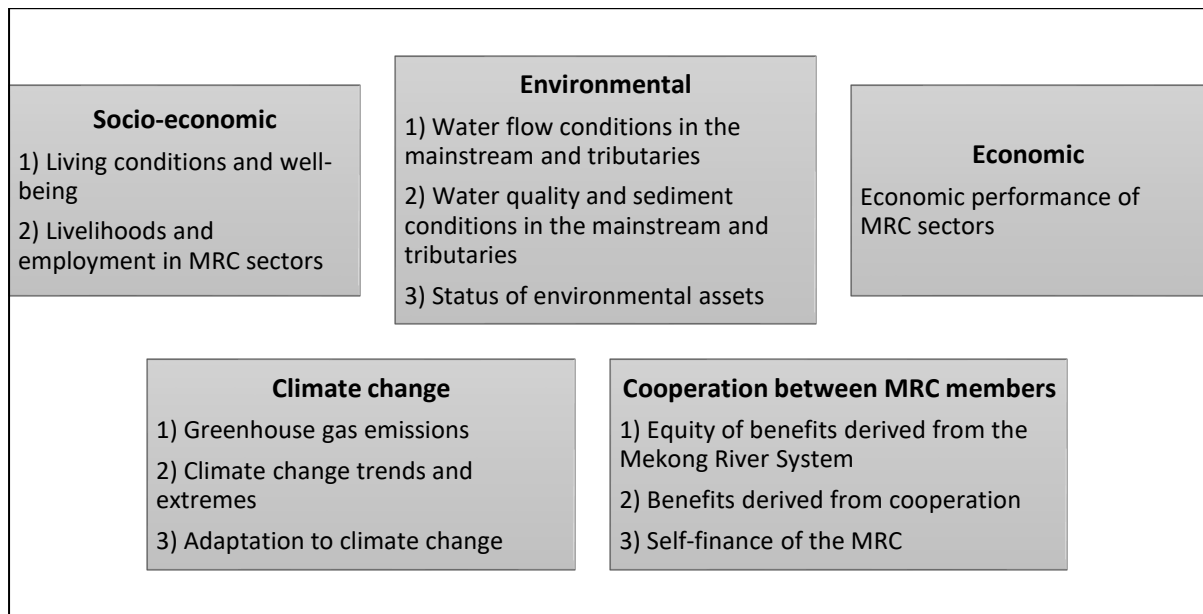 Socio-economic
1) Living conditions and well-
being
2) Livelihoods and
employment in MRC sectors
Environmental
1) Water flow conditions in the
mainstream and tributaries
2) Water quality and sediment
conditions in the mainstream and
tributaries
3) Status of environmental assets
Economic
Economic performance of
MRC sectors
Climate change
1) Greenhouse gas emissions
2) Climate change trends and
extremes
3) Adaptation to climate change
Cooperation between MRC members
1) Equity of benefits derived from the
Mekong River System
2) Benefits derived from cooperation
3) Self-finance of the MRC